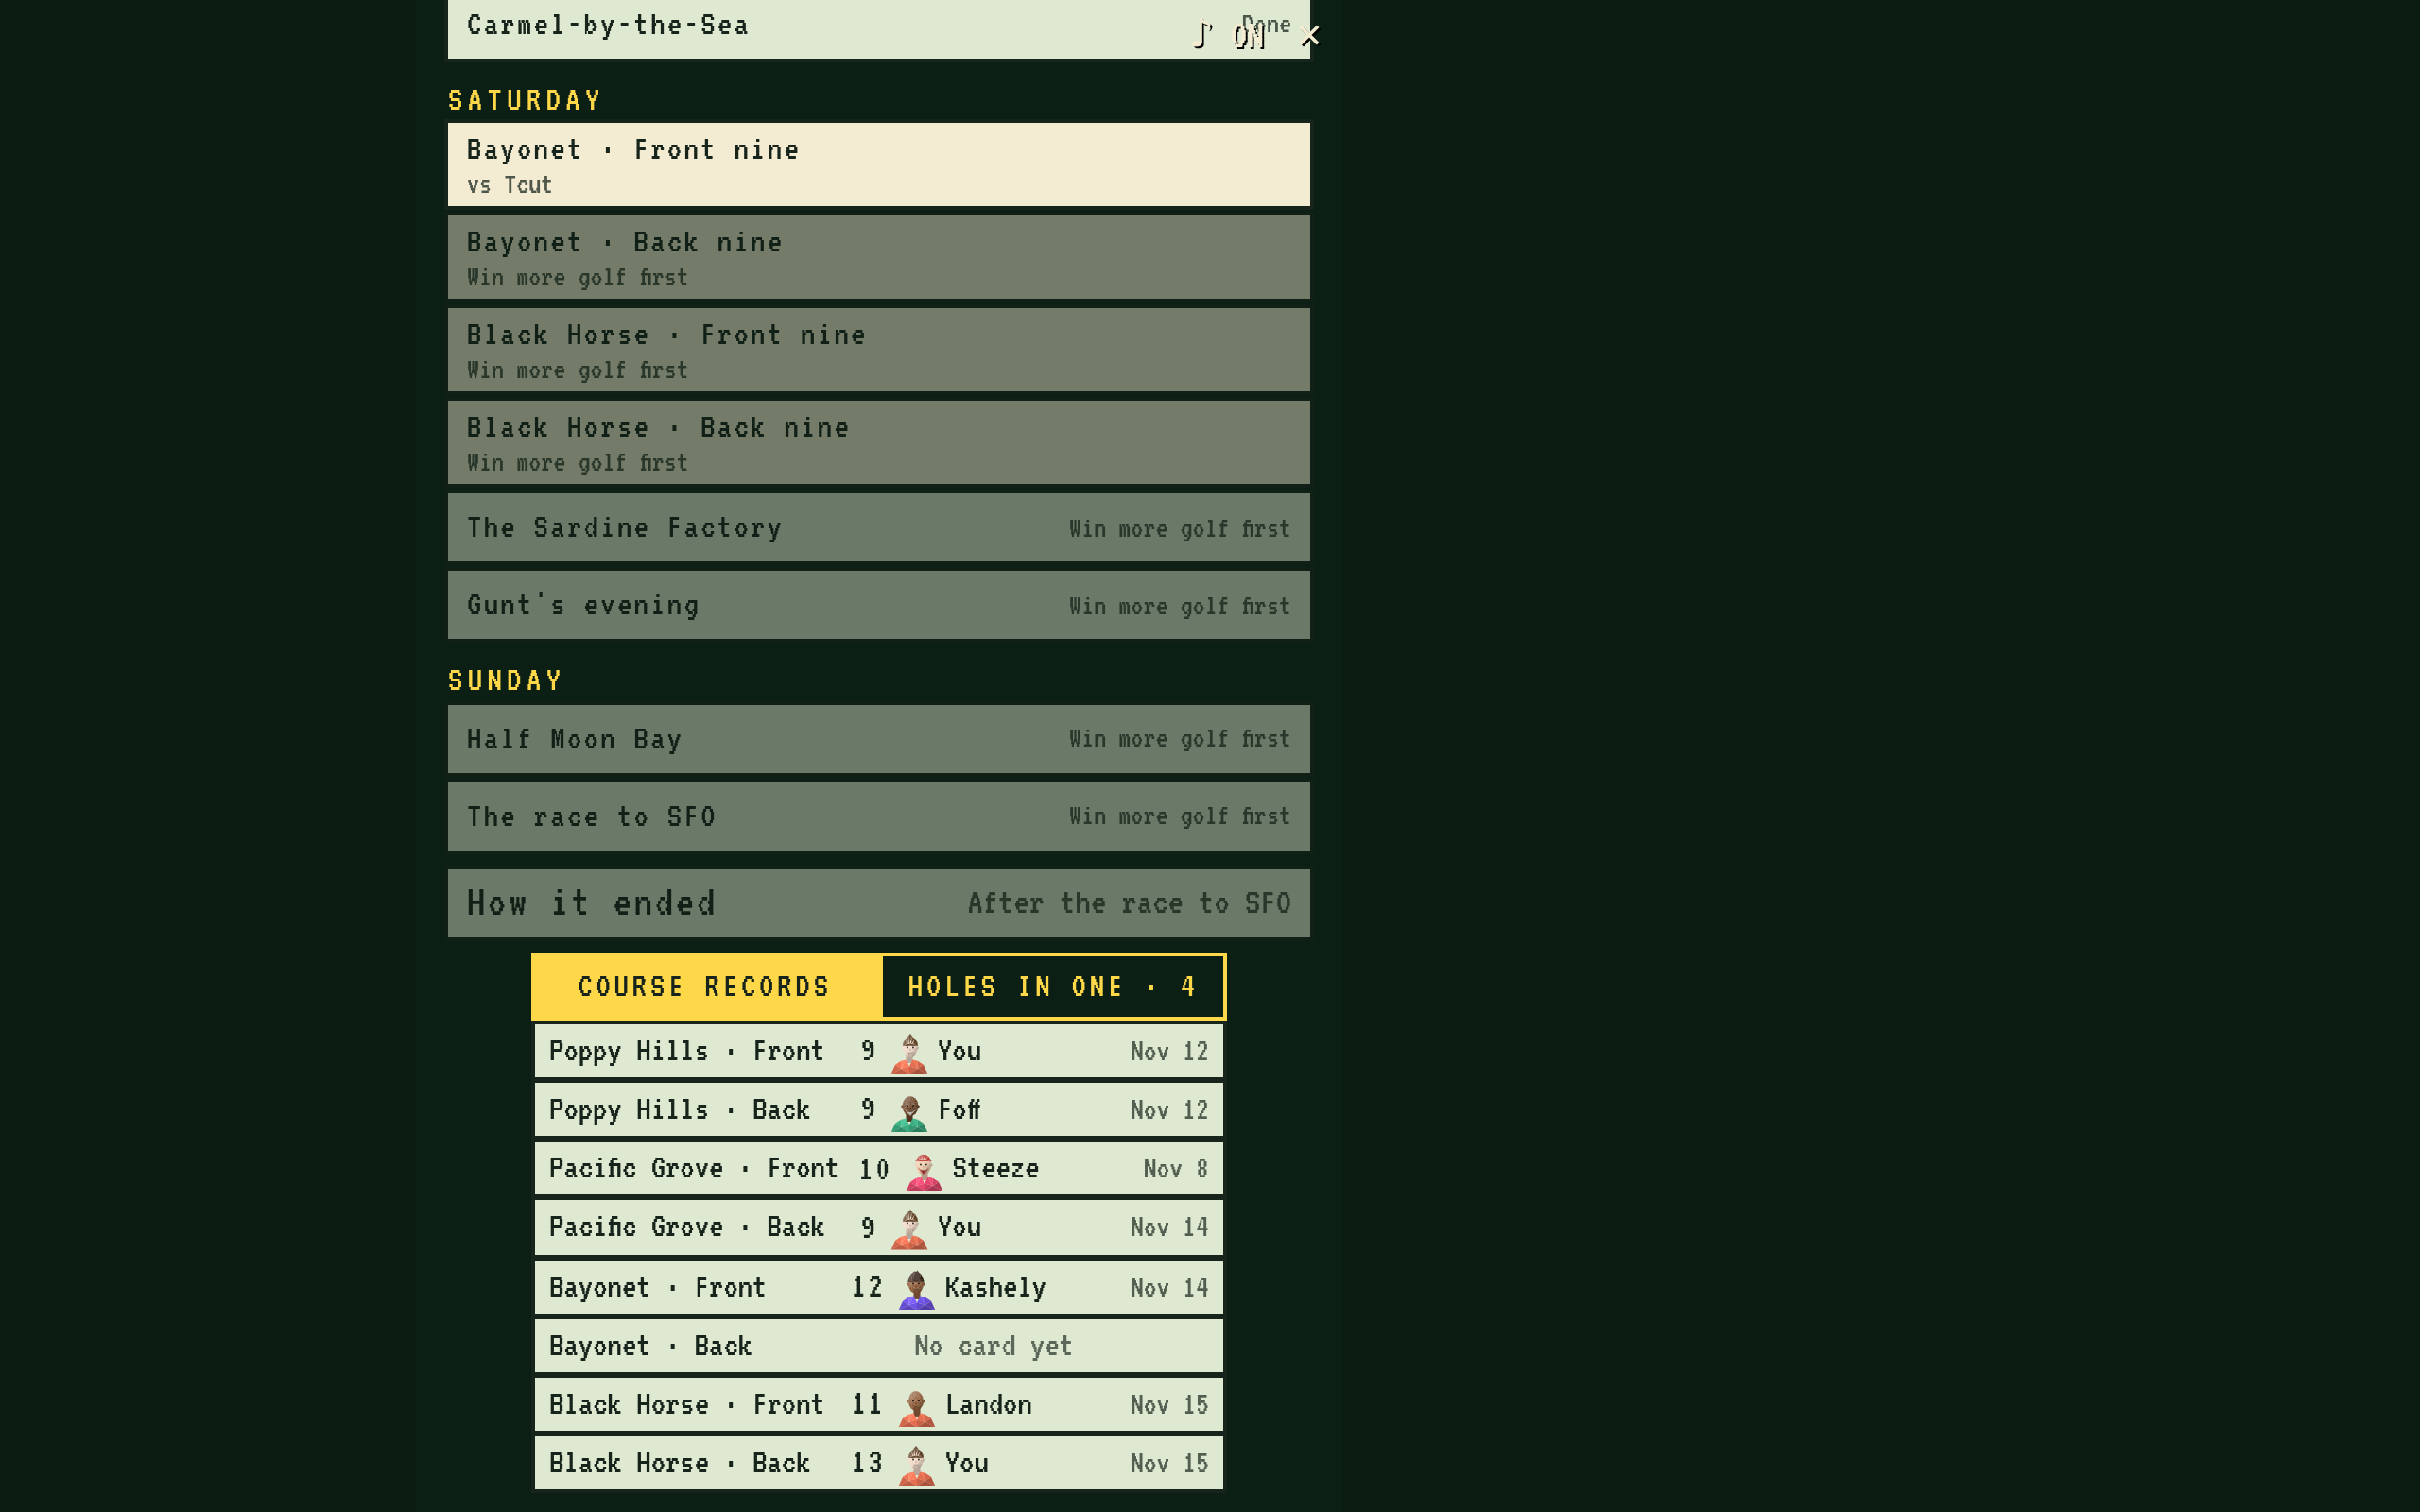 Carmel-by-the-Sea Done
♪ ON ×
SATURDAY
Bayonet · Front nine
vs Tcut
Bayonet · Back nine
Win more golf first
Black Horse · Front nine
Win more golf first
Black Horse · Back nine
Win more golf first
The Sardine Factory Win more golf first
Gunt's evening Win more golf first
SUNDAY
Half Moon Bay Win more golf first
The race to SFO Win more golf first
How it ended After the race to SFO
COURSE RECORDS HOLES IN ONE · 4
Poppy Hills · Front 9 You Nov 12
Poppy Hills · Back 9 Foff Nov 12
Pacific Grove · Front 10 Steeze Nov 8
Pacific Grove · Back 9 You Nov 14
Bayonet · Front 12 Kashely Nov 14
Bayonet · Back No card yet
Black Horse · Front 11 Landon Nov 15
Black Horse · Back 13 You Nov 15